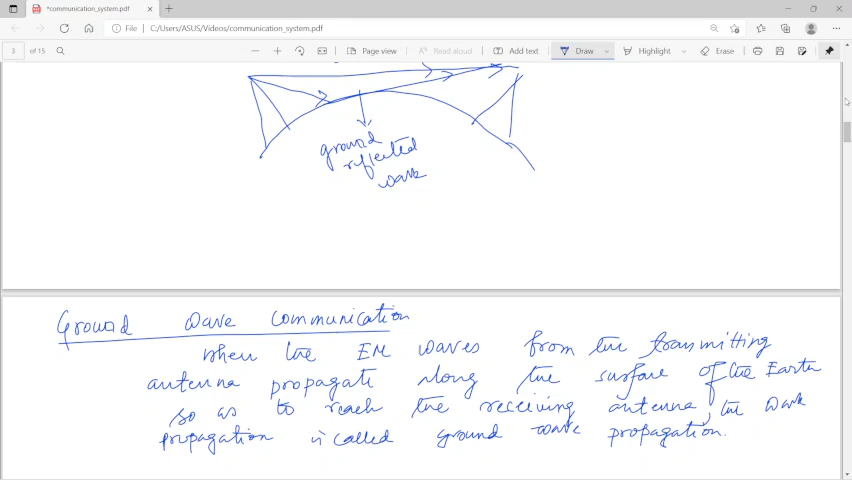 *communication_system.pdf
File C:/Users/ASUS/Videos/communication_system.pdf
3 of 15 Page view Read aloud Add text Draw Highlight Erase
ground
reflected
wave
Ground wave communication
when the EM waves from the transmitting
antenna propagate along the surface of the Earth
so as to reach the receiving antenna, the wave
propagation is called ground wave propagation.